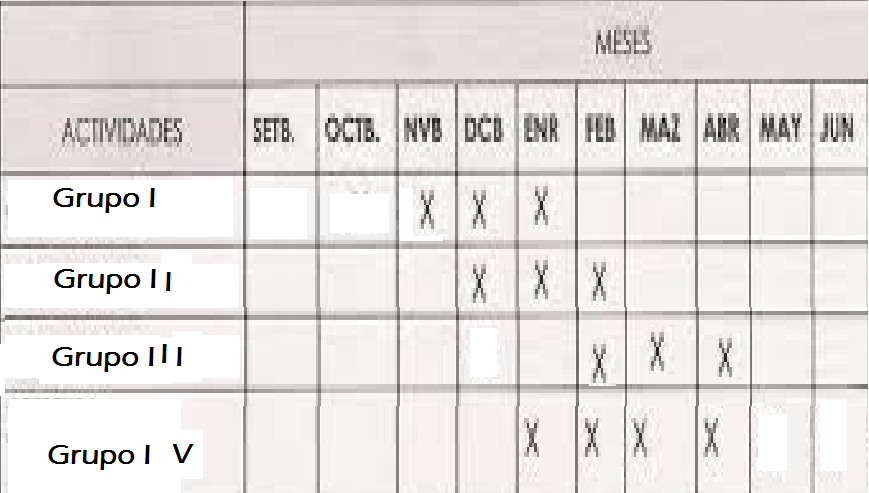 MESES
ACTIVIDADES SETB. OCTB. NVB DCB ENR FEB MAZ ABR MAY JUN
Grupo I X X X
Grupo II X X X
Grupo III X X X
Grupo I V X X X X